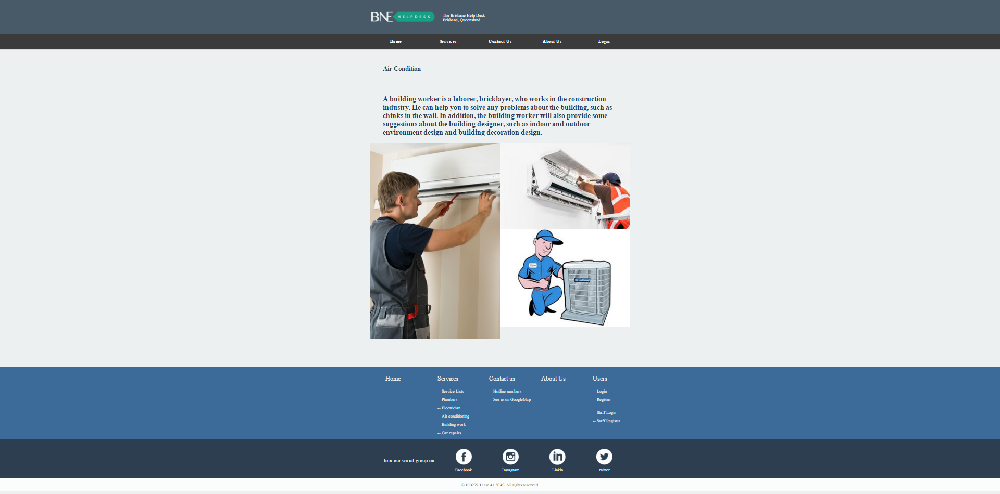 BNE HELPDESK
The Brisbane Help Desk
Brisbane, Queensland
Home
Services
Contact Us
About Us
Login
Air Condition
A building worker is a laborer, bricklayer, who works in the construction
industry. He can help you to solve any problems about the building, such as
chinks in the wall. In addition, the building worker will also provide some
suggestions about the building designer, such as indoor and outdoor
environment design and building decoration design.
Air Conditioning
Home
Services
-- Service Lists
-- Plumbers
-- Electrician
-- Air conditioning
-- Building work
-- Car repairs
Contact us
-- Hotline numbers
-- See us on GoogleMap
About Us
Users
-- Login
-- Register
-- Staff Login
-- Staff Register
Join our social group on :
Facebook
Instagram
Linkin
twitter
© IFB299 Team 41 2C4S. All rights reserved.